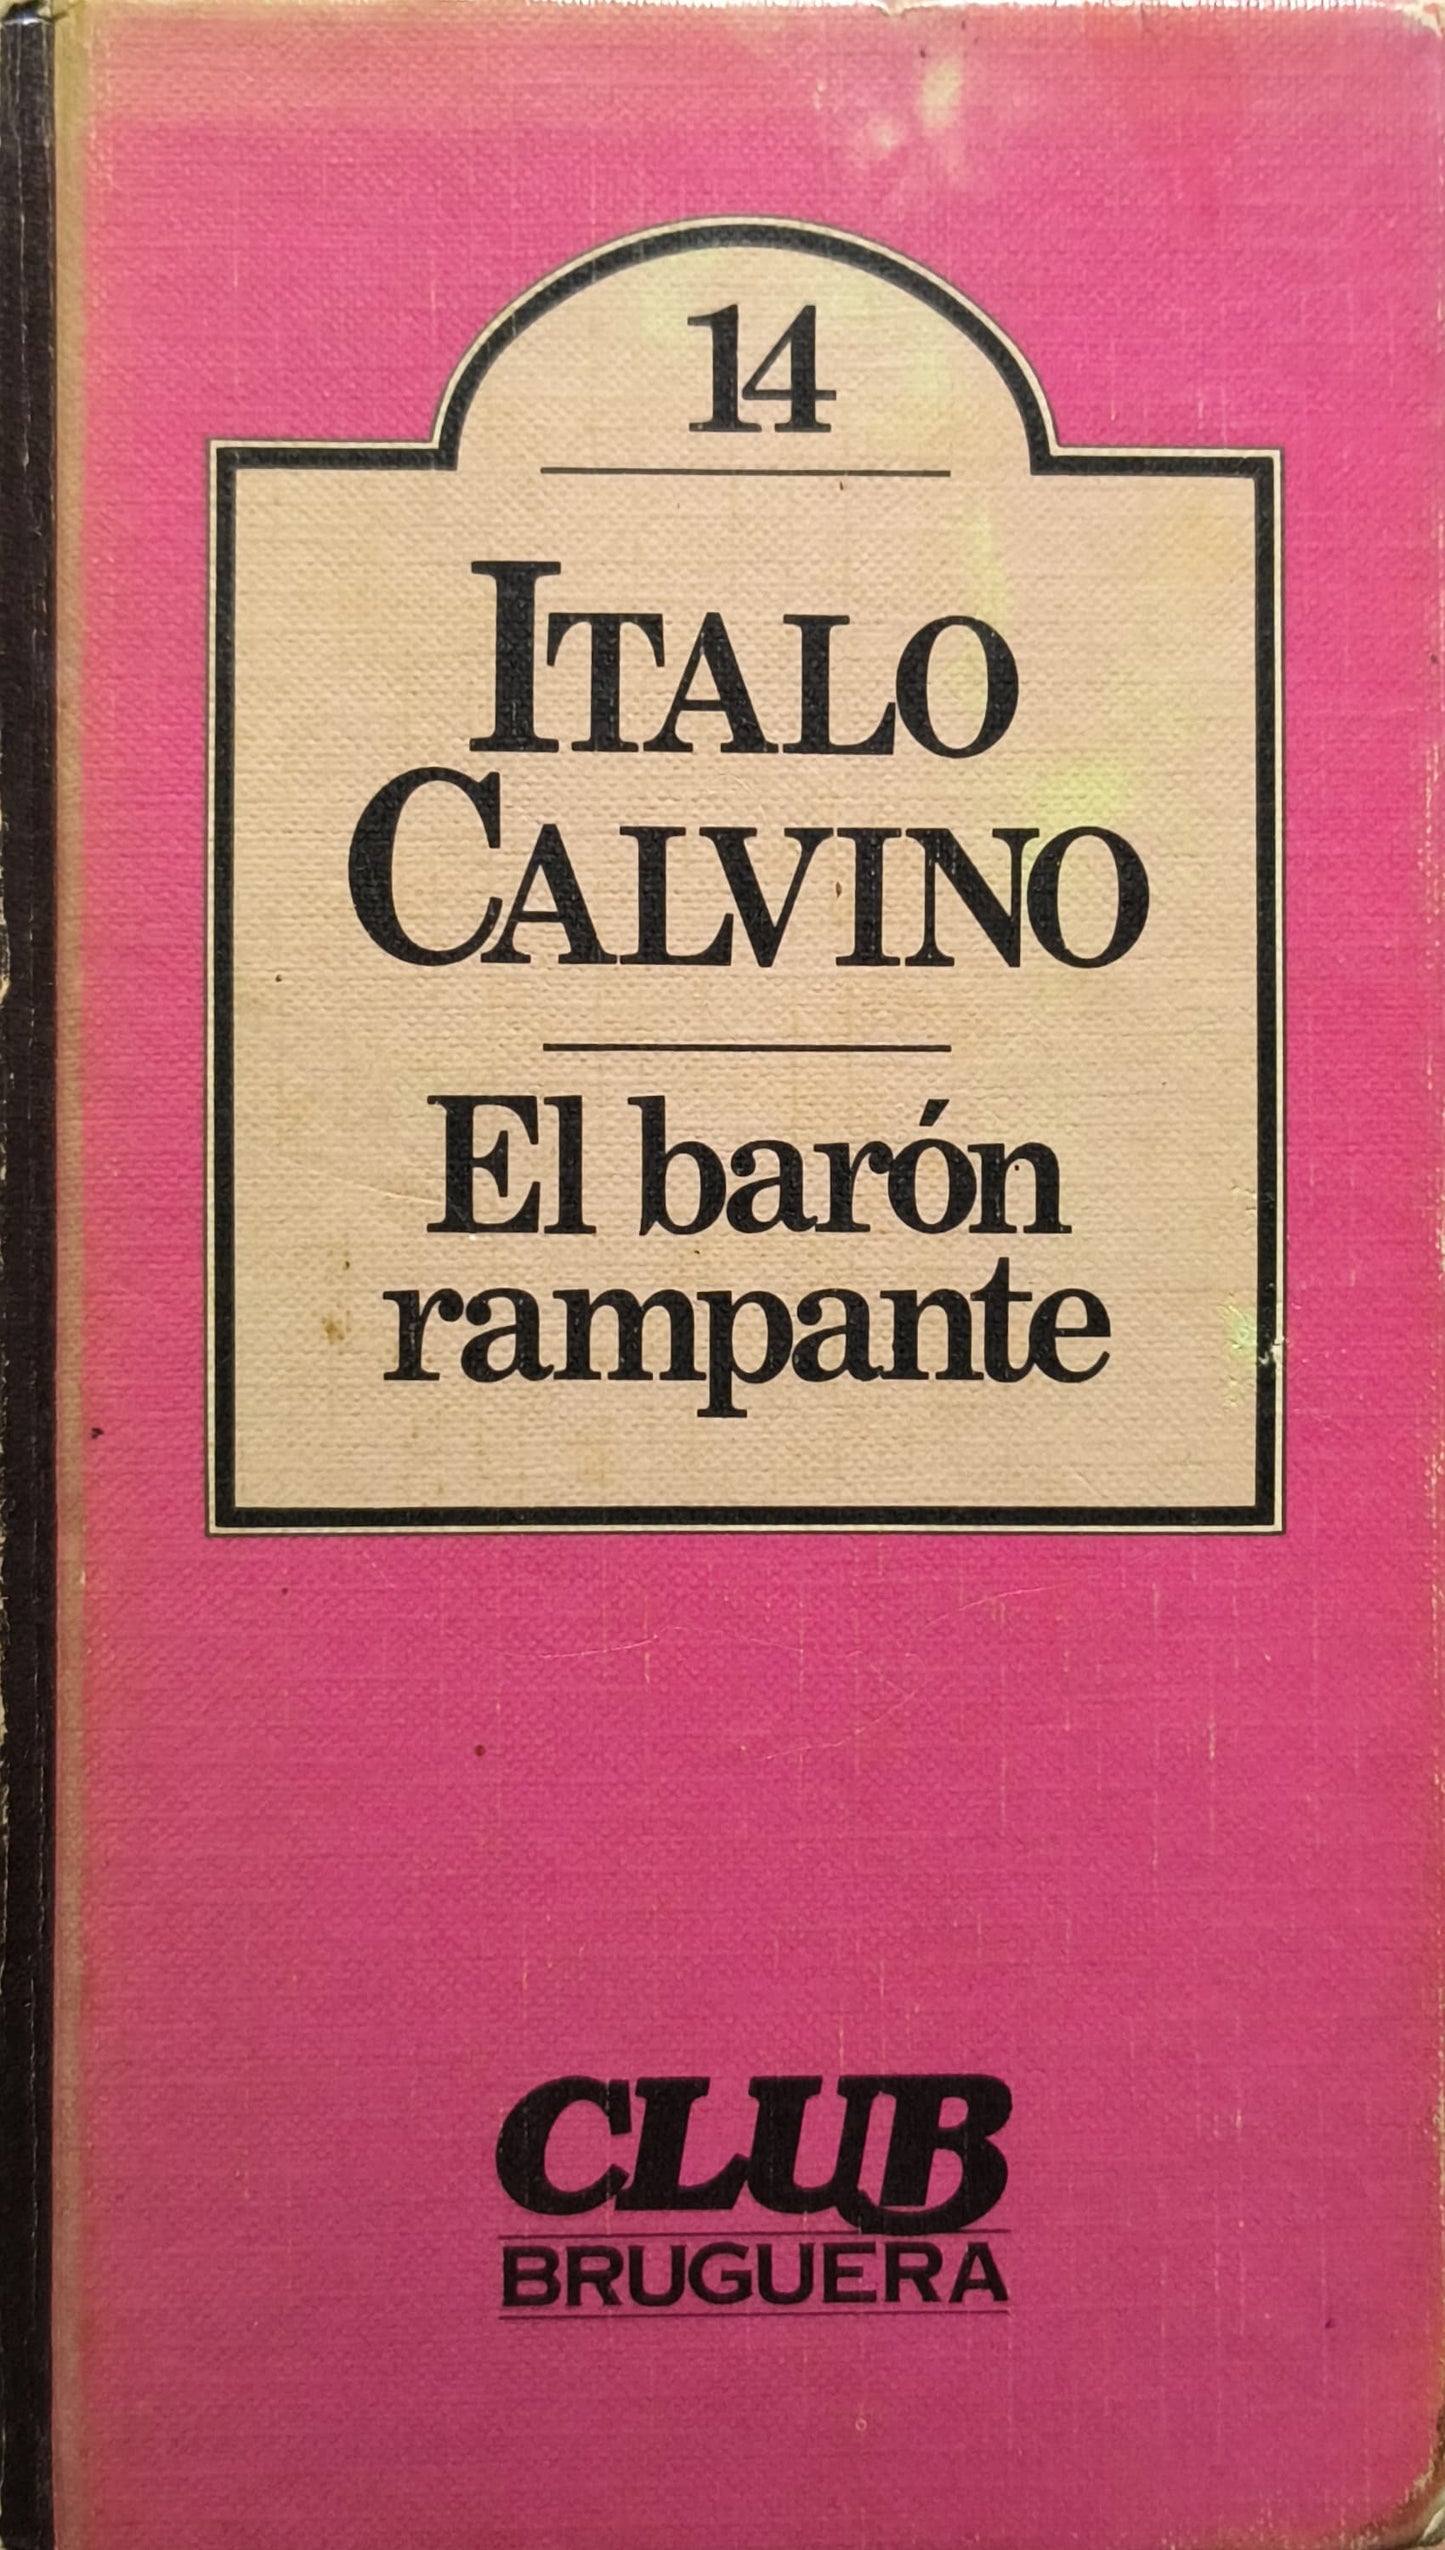 14
ITALO
CALVINO
El barón
rampante
CLUB
BRUGUERA